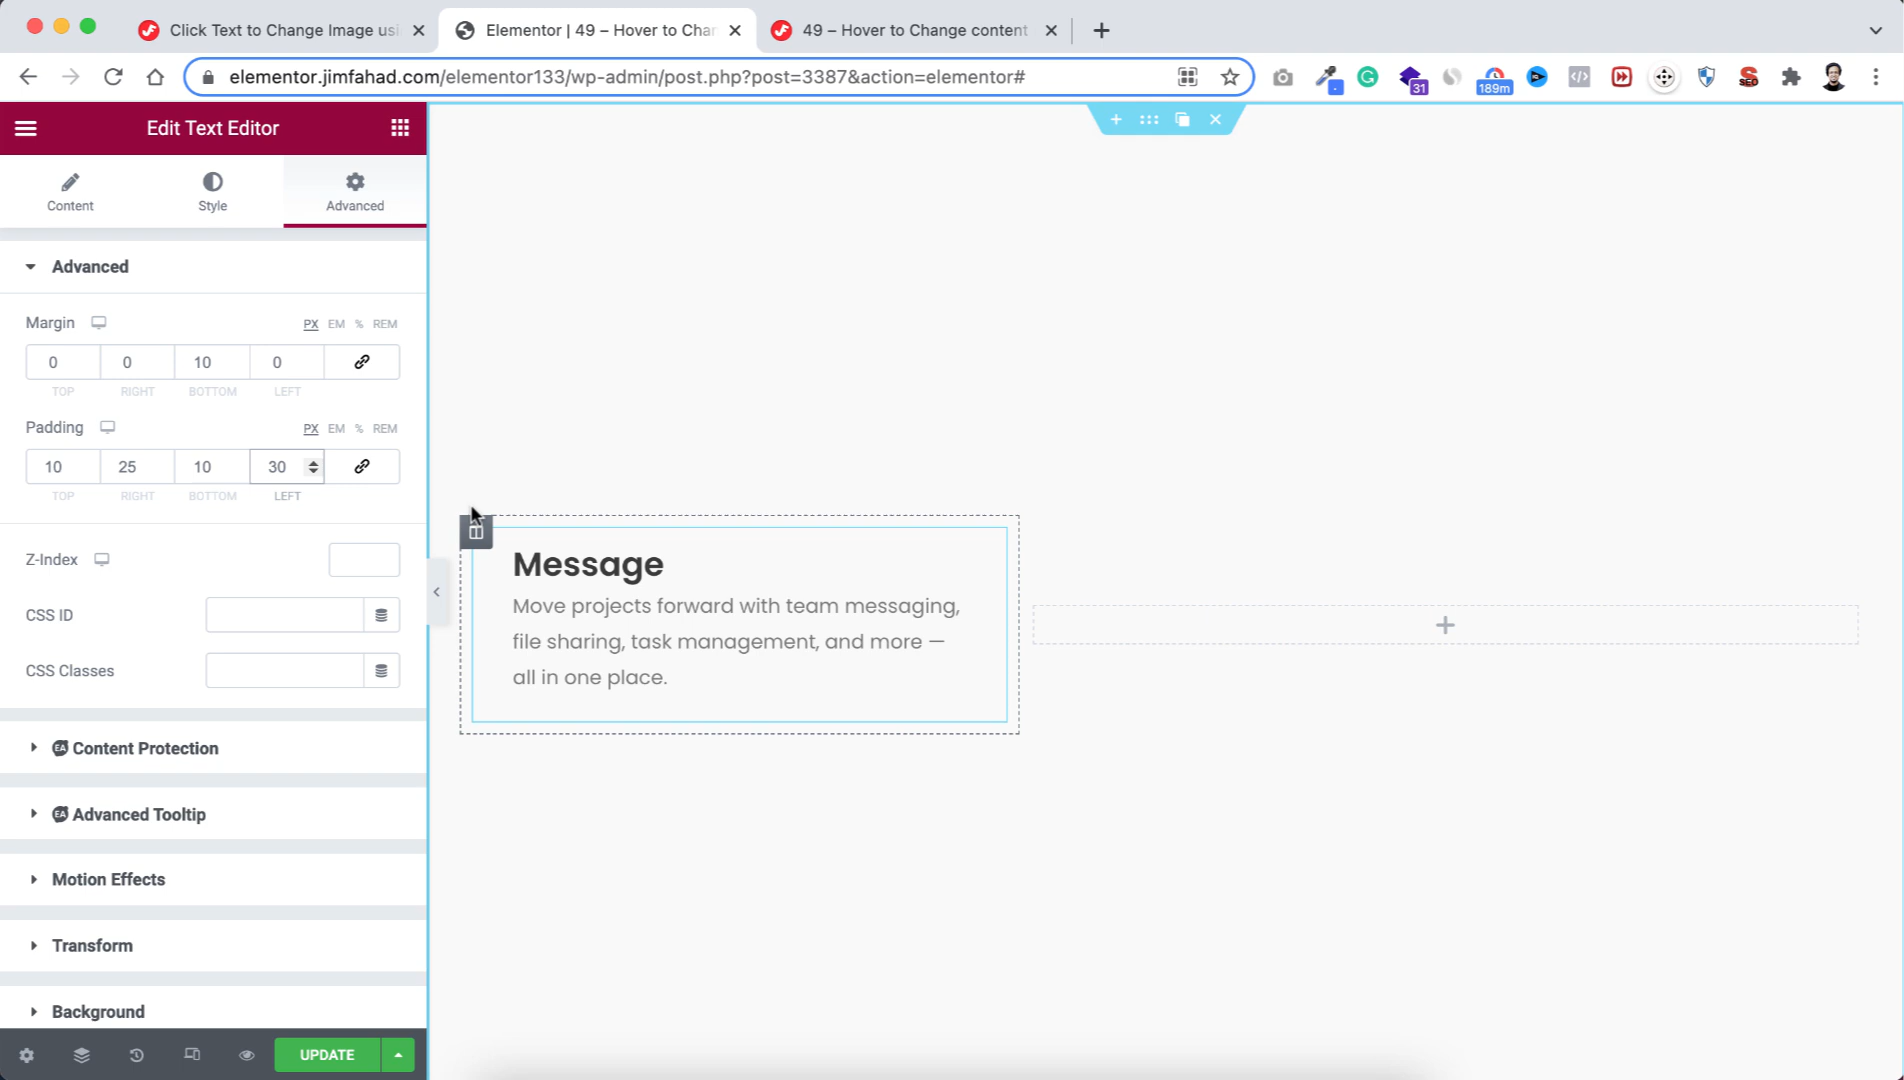 Click Text to Change Image usi
Elementor | 49 – Hover to Chan
49 – Hover to Change content
elementor.jimfahad.com/elementor133/wp-admin/post.php?post=3387&action=elementor#
31
189m
SEO
Edit Text Editor
Content
Style
Advanced
Advanced
Margin
PX EM % REM
0 0 10 0
TOP RIGHT BOTTOM LEFT
Padding
PX EM % REM
10 25 10 30
TOP RIGHT BOTTOM LEFT
Z-Index
CSS ID
CSS Classes
EA Content Protection
EA Advanced Tooltip
Motion Effects
Transform
Background
UPDATE
Message
Move projects forward with team messaging,
file sharing, task management, and more —
all in one place.